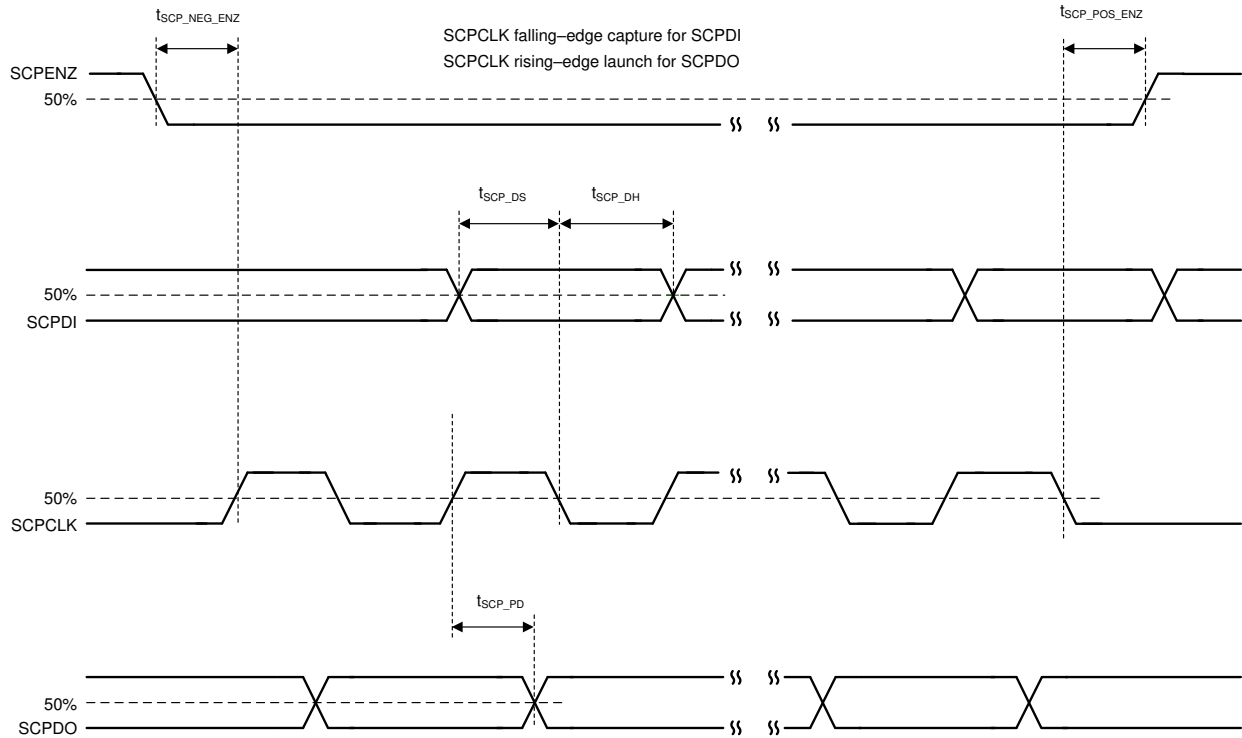 tSCP_NEG_ENZ
tSCP_POS_ENZ
SCPCLK falling–edge capture for SCPDI
SCPCLK rising–edge launch for SCPDO
SCPENZ
50%
tSCP_DS
tSCP_DH
50%
SCPDI
50%
SCPCLK
tSCP_PD
50%
SCPDO